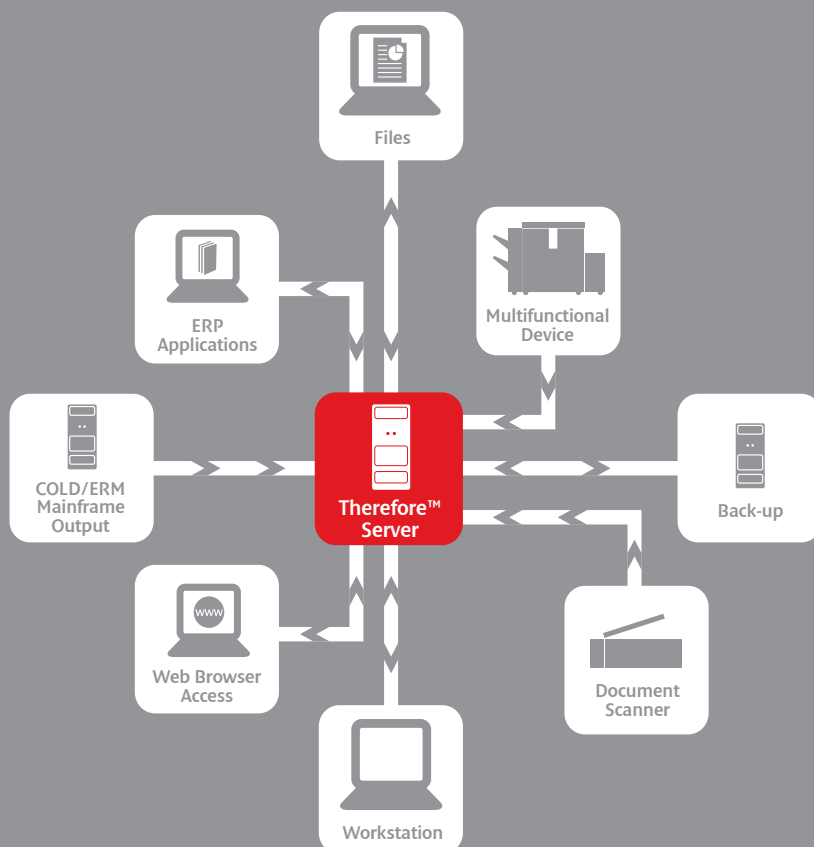 Files
ERP
Applications
Multifunctional
Device
COLD/ERM
Mainframe
Output
Therefore™
Server
Back-up
www
Web Browser
Access
Document
Scanner
Workstation